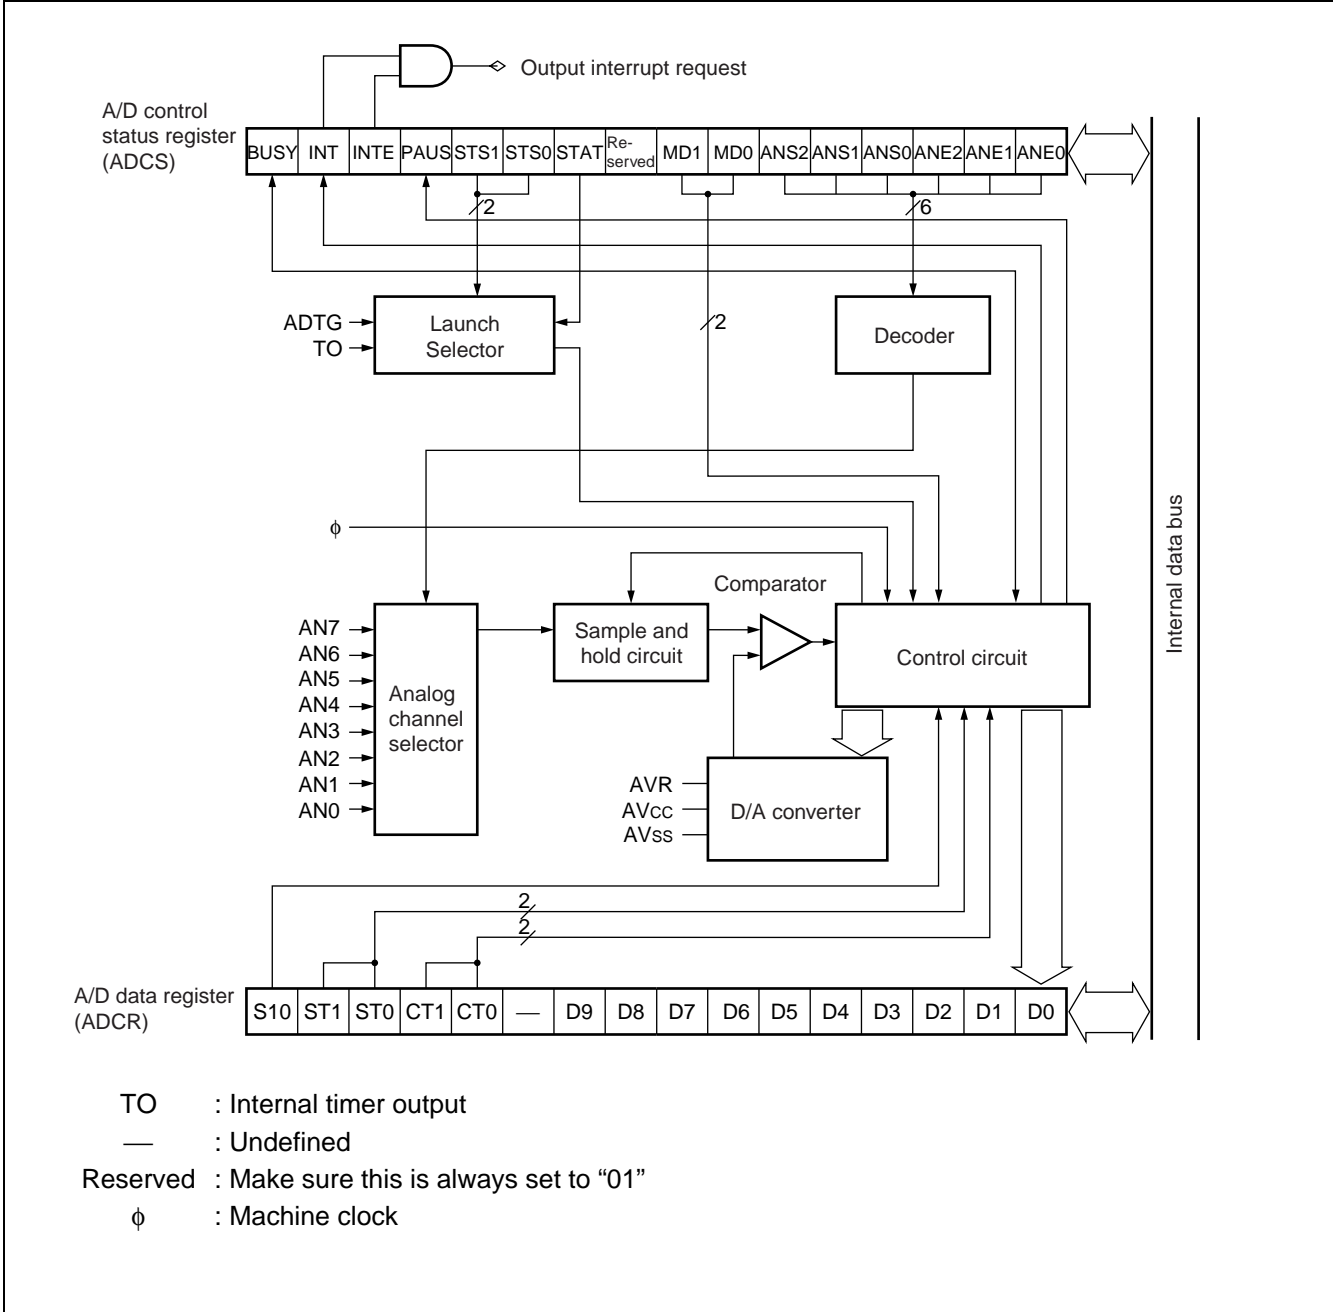 Output interrupt request
A/D control
status register
(ADCS)
BUSY INT INTE PAUS STS1 STS0 STAT Re-served MD1 MD0 ANS2 ANS1 ANS0 ANE2 ANE1 ANE0
2
6
ADTG
TO
Launch
Selector
2
Decoder
ϕ
Internal data bus
Comparator
AN7
AN6
AN5
AN4
AN3
AN2
AN1
AN0
Analog
channel
selector
Sample and
hold circuit
Control circuit
AVR
AVCC
AVSS
D/A converter
2
2
A/D data register
(ADCR)
S10 ST1 ST0 CT1 CT0 — D9 D8 D7 D6 D5 D4 D3 D2 D1 D0
TO : Internal timer output
— : Undefined
Reserved : Make sure this is always set to “01”
ϕ : Machine clock